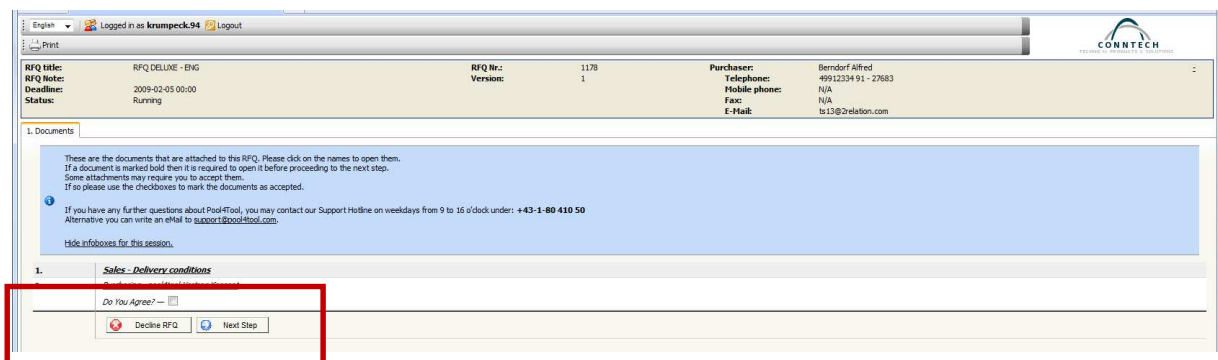 English Logged in as krumpeck.94 Logout
Print
CONNTECH
RFQ title: RFQ DELUXE - ENG RFQ Nr.: 1178 Purchaser: Berndorf Alfred
RFQ Note: Version: 1 Telephone: 49912334 91 - 27683
Deadline: 2009-02-05 00:00 Mobile phone: N/A
Status: Running Fax: N/A
E-Mail: ts13@2relation.com
1. Documents
These are the documents that are attached to this RFQ. Please click on the names to open them.
If a document is marked bold then it is required to open it before proceeding to the next step.
Some attachments may require you to accept them.
If so please use the checkboxes to mark the documents as accepted.
If you have any further questions about Pool4Tool, you may contact our Support Hotline on weekdays from 9 to 16 o'clock under: +43-1-80 410 50
Alternative you can write an eMail to support@pool4tool.com.
Hide infoboxes for this session.
1. Sales - Delivery conditions
Do You Agree? —
Decline RFQ Next Step